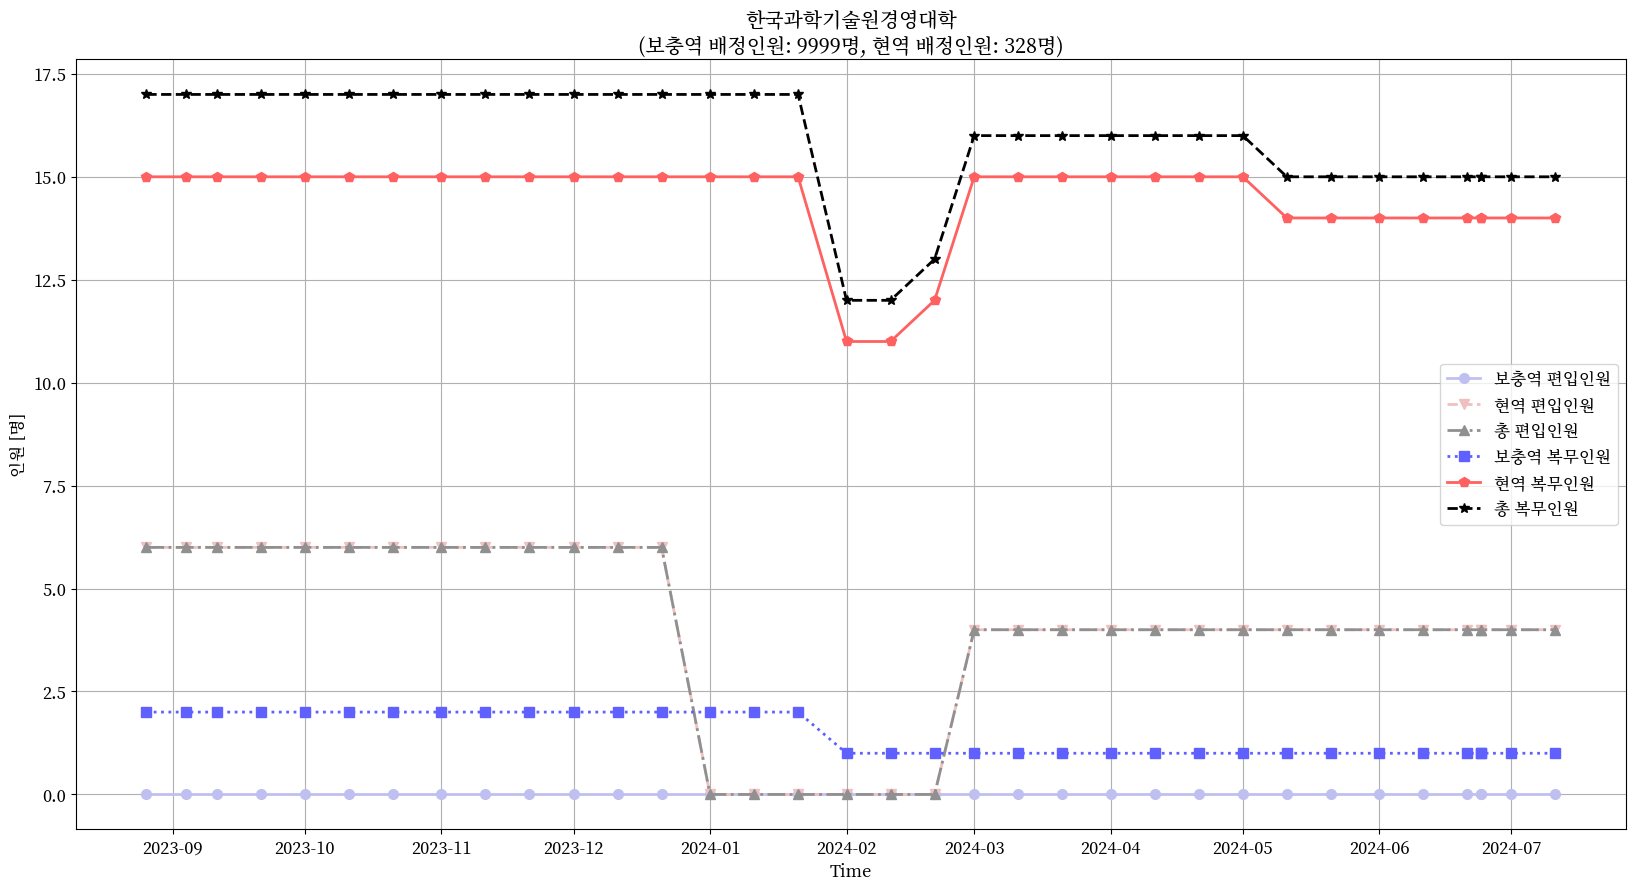 한국과학기술원경영대학
(보충역 배정인원: 9999명, 현역 배정인원: 328명)
인원 [명]
17.5
15.0
12.5
10.0
7.5
5.0
2.5
0.0
보충역 편입인원
현역 편입인원
총 편입인원
보충역 복무인원
현역 복무인원
총 복무인원
2023-09
2023-10
2023-11
2023-12
2024-01
2024-02
2024-03
2024-04
2024-05
2024-06
2024-07
Time